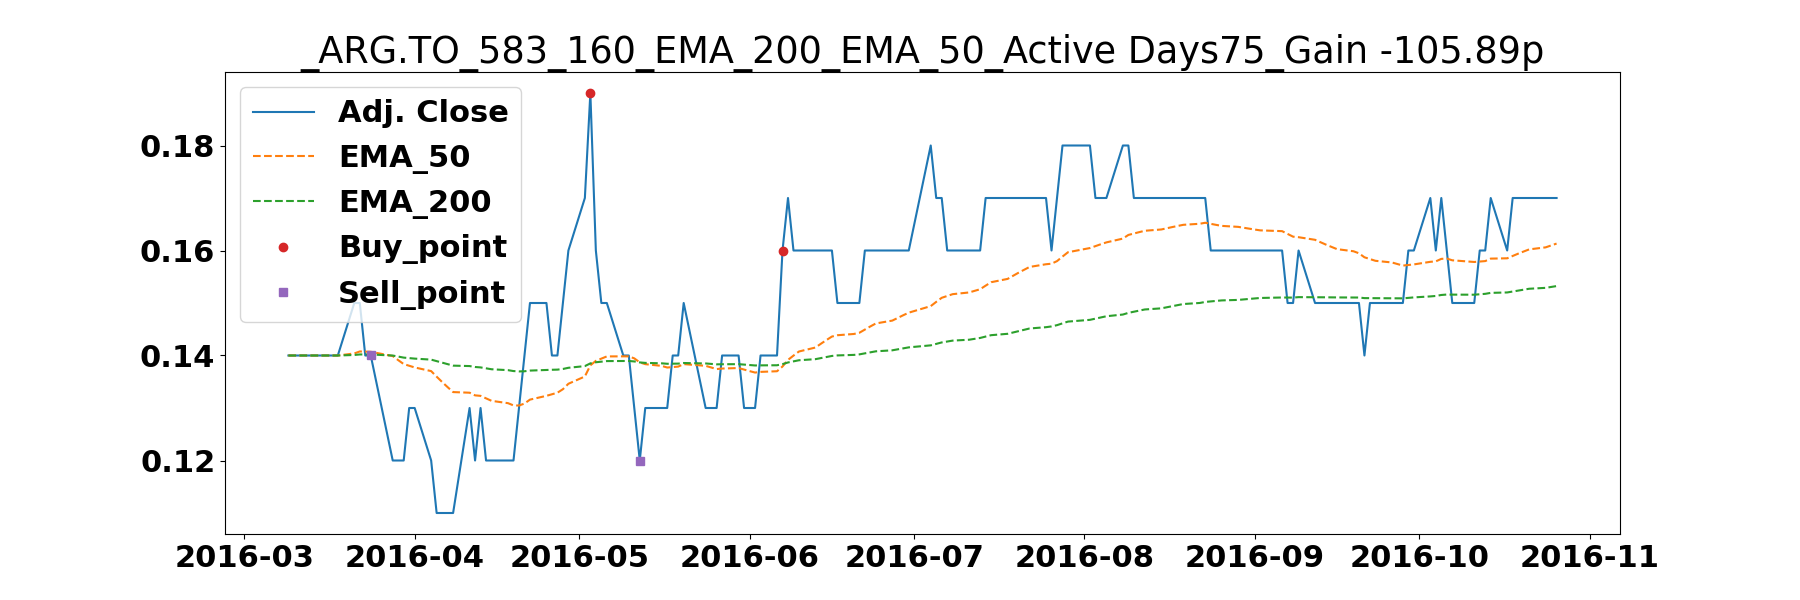 _ARG.TO_583_160_EMA_200_EMA_50_Active Days75_Gain -105.89p
Adj. Close
EMA_50
EMA_200
Buy_point
Sell_point
0.18
0.16
0.14
0.12
2016-03 2016-04 2016-05 2016-06 2016-07 2016-08 2016-09 2016-10 2016-11